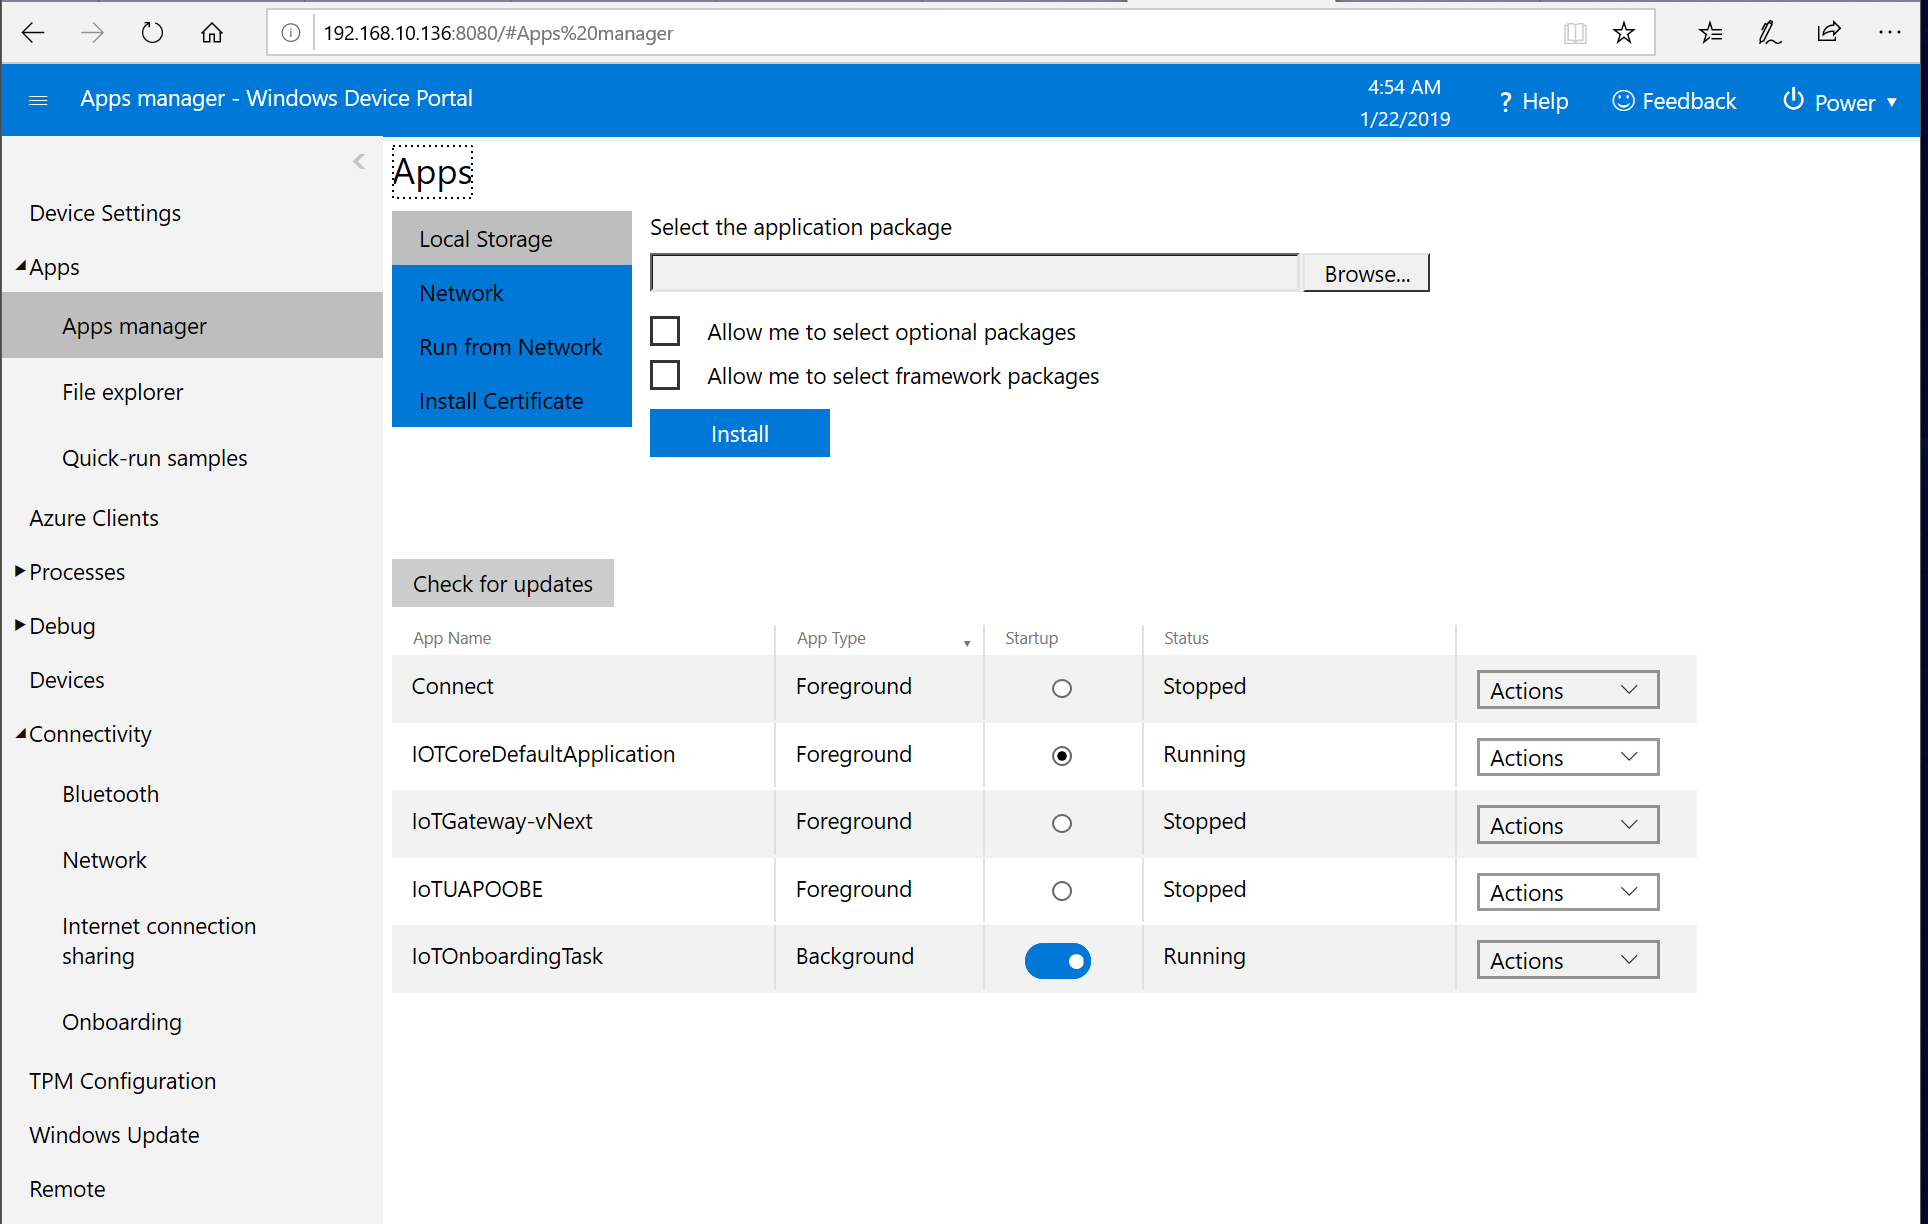 192.168.10.136:8080/#Apps%20manager
Apps manager - Windows Device Portal
4:54 AM
1/22/2019
? Help
Feedback
Power
Device Settings
Apps
Apps manager
File explorer
Quick-run samples
Azure Clients
Processes
Debug
Devices
Connectivity
Bluetooth
Network
Internet connection
sharing
Onboarding
TPM Configuration
Windows Update
Remote
Apps
Local Storage
Network
Run from Network
Install Certificate
Select the application package
Browse...
Allow me to select optional packages
Allow me to select framework packages
Install
Check for updates
App Name App Type Startup Status
Connect Foreground Stopped Actions
IOTCoreDefaultApplication Foreground Running Actions
IoTGateway-vNext Foreground Stopped Actions
IoTUAPOOBE Foreground Stopped Actions
IoTOnboardingTask Background Running Actions